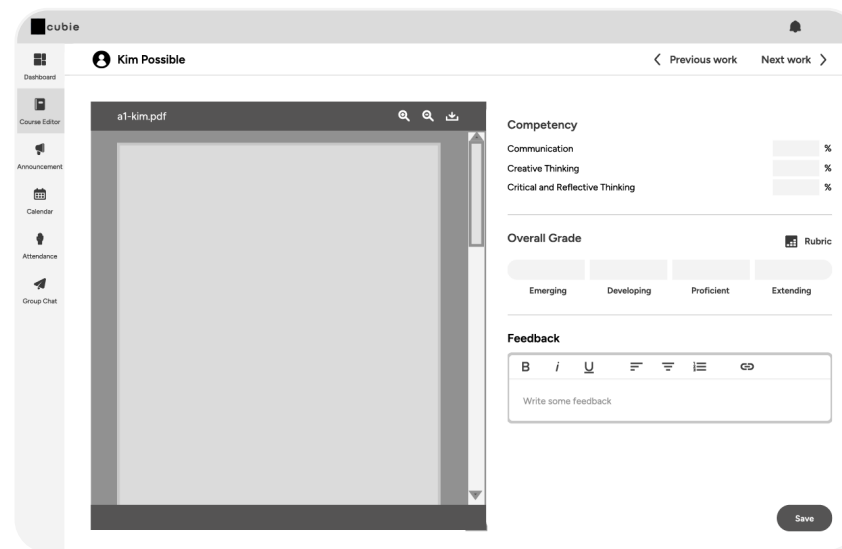 cubie
Dashboard
Course Editor
Announcement
Calendar
Attendance
Group Chat
Kim Possible
Previous work
Next work
a1-kim.pdf
Competency
Communication %
Creative Thinking %
Critical and Reflective Thinking %
Overall Grade
Rubric
Emerging Developing Proficient Extending
Feedback
B i U
Write some feedback
Save